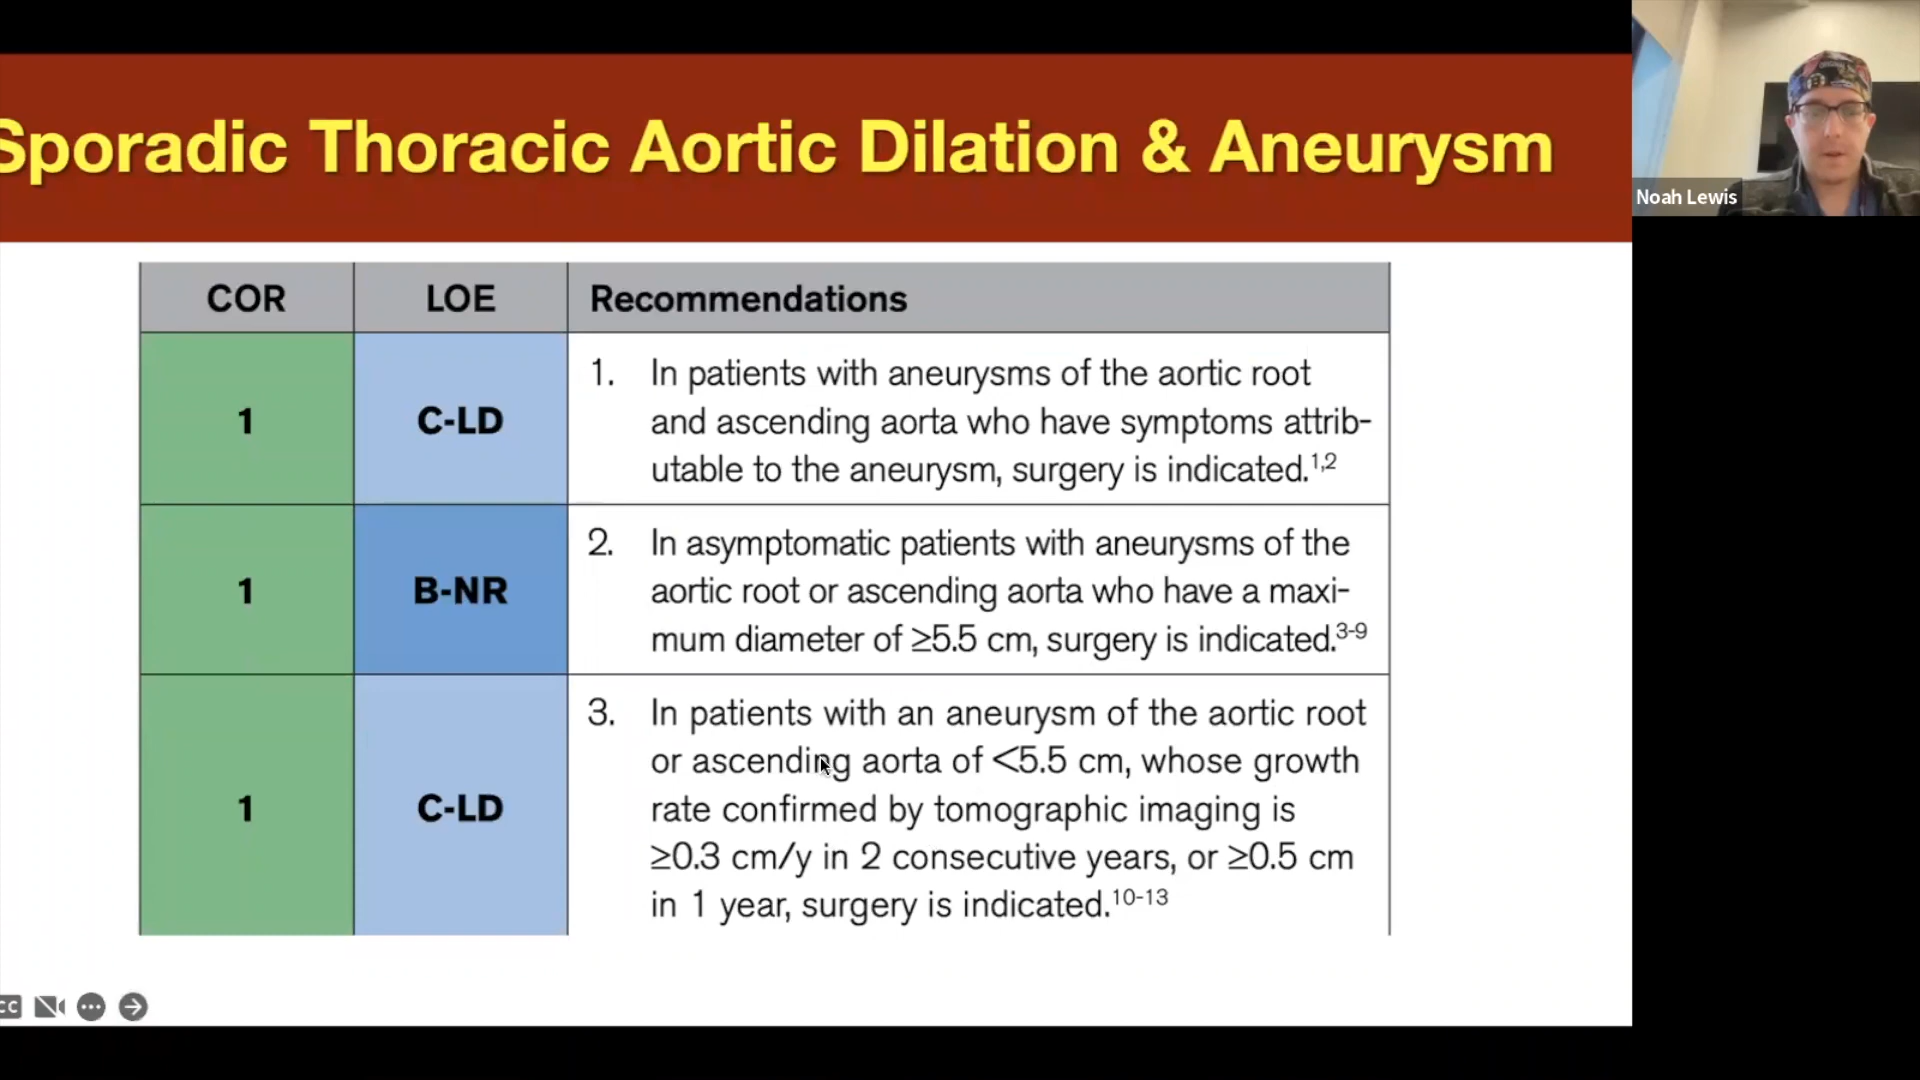 Sporadic Thoracic Aortic Dilation & Aneurysm
Noah Lewis
COR LOE Recommendations
1 C-LD
1. In patients with aneurysms of the aortic root
and ascending aorta who have symptoms attrib-
utable to the aneurysm, surgery is indicated.1,2
1 B-NR
2. In asymptomatic patients with aneurysms of the
aortic root or ascending aorta who have a maxi-
mum diameter of ≥5.5 cm, surgery is indicated.3-9
1 C-LD
3. In patients with an aneurysm of the aortic root
or ascending aorta of <5.5 cm, whose growth
rate confirmed by tomographic imaging is
≥0.3 cm/y in 2 consecutive years, or ≥0.5 cm
in 1 year, surgery is indicated.10-13
CC